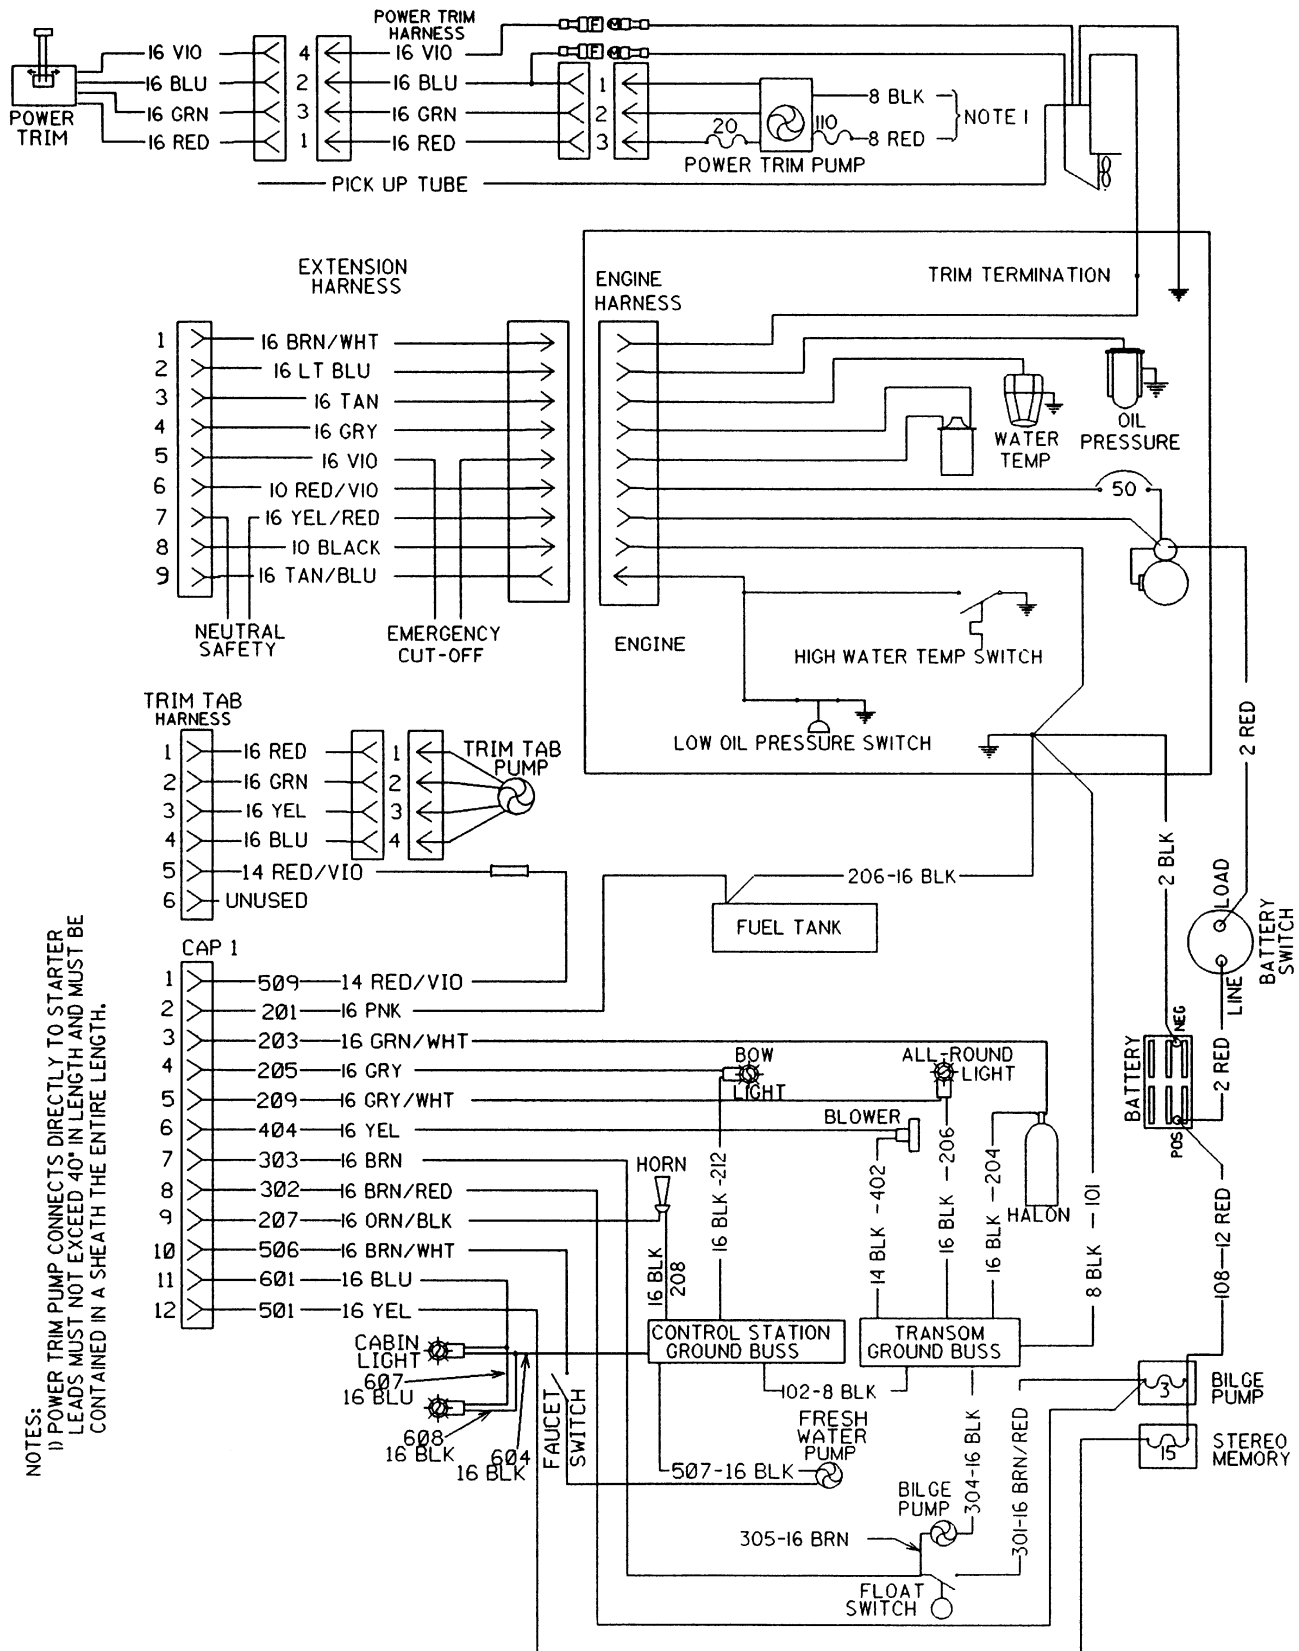 POWER TRIM
HARNESS
16 VIO
4
16 VIO
F
M
16 BLU
2
16 BLU
F
M
1
16 GRN
3
16 GRN
2
16 RED
1
16 RED
3
POWER
TRIM
20
110
8 BLK
8 RED
NOTE 1
POWER TRIM PUMP
PICK UP TUBE
EXTENSION
HARNESS
ENGINE
HARNESS
TRIM TERMINATION
1
16 BRN/WHT
2
16 LT BLU
3
16 TAN
4
16 GRY
5
16 VIO
6
10 RED/VIO
7
16 YEL/RED
8
10 BLACK
9
16 TAN/BLU
WATER
TEMP
OIL
PRESSURE
50
NEUTRAL
SAFETY
EMERGENCY
CUT-OFF
ENGINE
HIGH WATER TEMP SWITCH
LOW OIL PRESSURE SWITCH
2 RED
TRIM TAB
HARNESS
1
16 RED
1
2
16 GRN
2
3
16 YEL
3
4
16 BLU
4
5
14 RED/VIO
6
UNUSED
TRIM TAB
PUMP
206-16 BLK
FUEL TANK
2 BLK
LOAD
LINE
BATTERY
SWITCH
2 RED
NEG
BATTERY
POS
CAP 1
1
509
14 RED/VIO
2
201
16 PNK
3
203
16 GRN/WHT
4
205
16 GRY
5
209
16 GRY/WHT
6
404
16 YEL
7
303
16 BRN
8
302
16 BRN/RED
9
207
16 ORN/BLK
10
506
16 BRN/WHT
11
601
16 BLU
12
501
16 YEL
BOW
LIGHT
ALL-ROUND
LIGHT
BLOWER
HORN
HALON
16 BLK
208
16 BLK -212
14 BLK -402
16 BLK -206
16 BLK -204
8 BLK - 101
108-12 RED
CONTROL STATION
GROUND BUSS
TRANSOM
GROUND BUSS
102-8 BLK
CABIN
LIGHT
607
16 BLU
608
16 BLK
604
16 BLK
FAUCET
SWITCH
FRESH
WATER
PUMP
507-16 BLK
BILGE
PUMP
304-16 BLK
301-16 BRN/RED
305-16 BRN
FLOAT
SWITCH
3
BILGE
PUMP
15
STEREO
MEMORY
NOTES:
1) POWER TRIM PUMP CONNECTS DIRECTLY TO STARTER
LEADS MUST NOT EXCEED 40" IN LENGTH AND MUST BE
CONTAINED IN A SHEATH THE ENTIRE LENGTH.